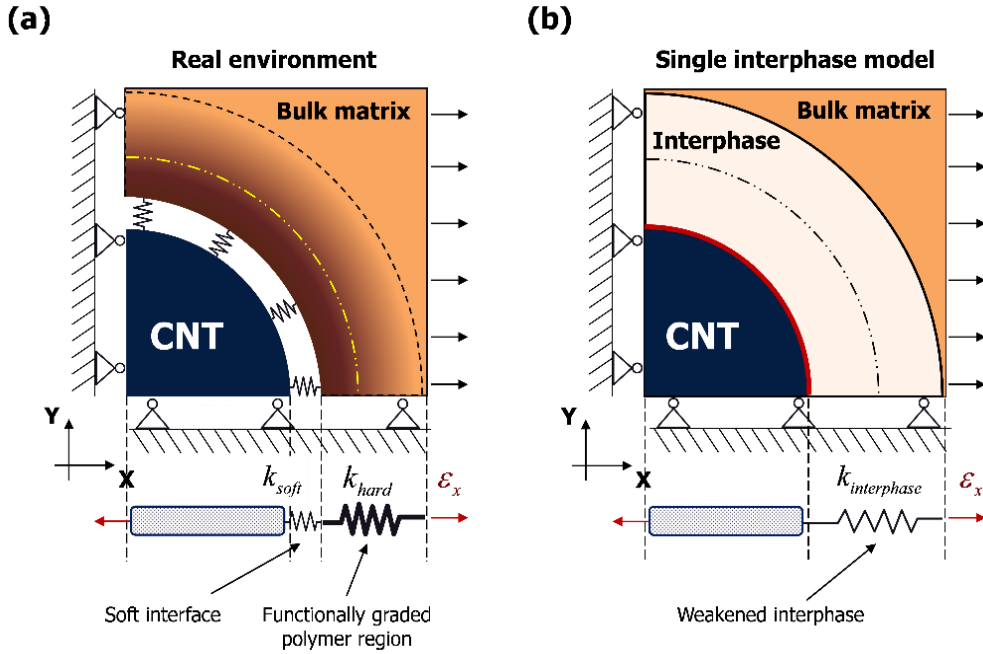 (a)
Real environment
Bulk matrix
CNT
Y
X
k_soft
k_hard
ε_x
Soft interface
Functionally graded
polymer region
(b)
Single interphase model
Bulk matrix
Interphase
CNT
Y
X
k_interphase
ε_x
Weakened interphase